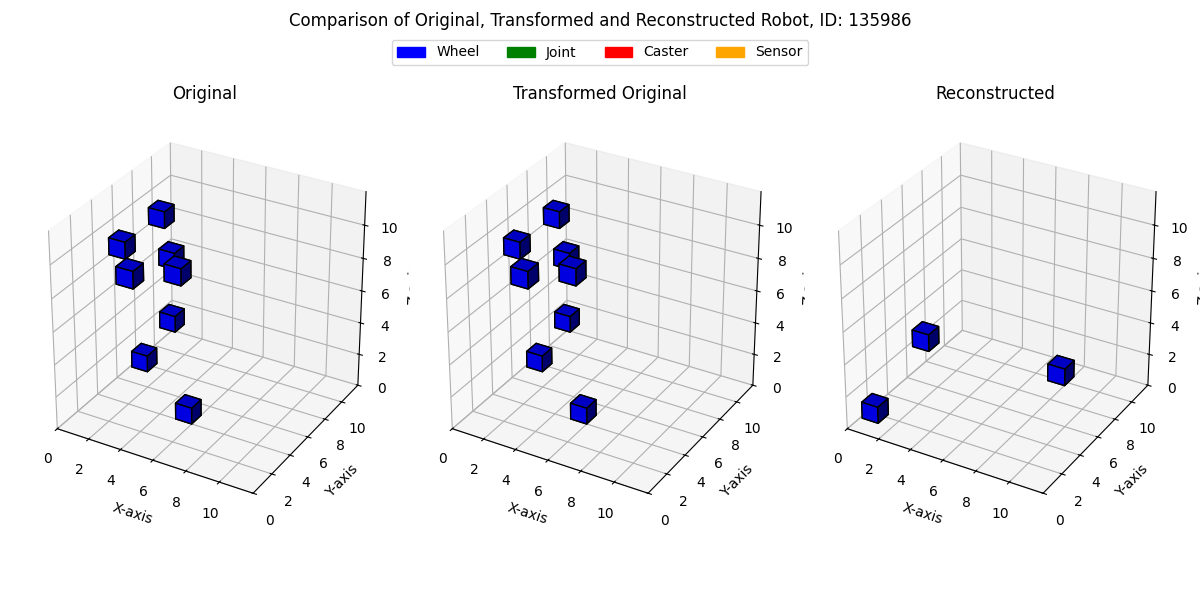 Comparison of Original, Transformed and Reconstructed Robot, ID: 135986
Wheel Joint Caster Sensor
Original Transformed Original Reconstructed
10 10 10
8 8 8
6 6 6
4 4 4
2 2 2
0 0 0
0 2 4 6 8 10 0 2 4 6 8 10 0 2 4 6 8 10
X-axis X-axis X-axis
0 2 4 6 8 10 0 2 4 6 8 10 0 2 4 6 8 10
Y-axis Y-axis Y-axis